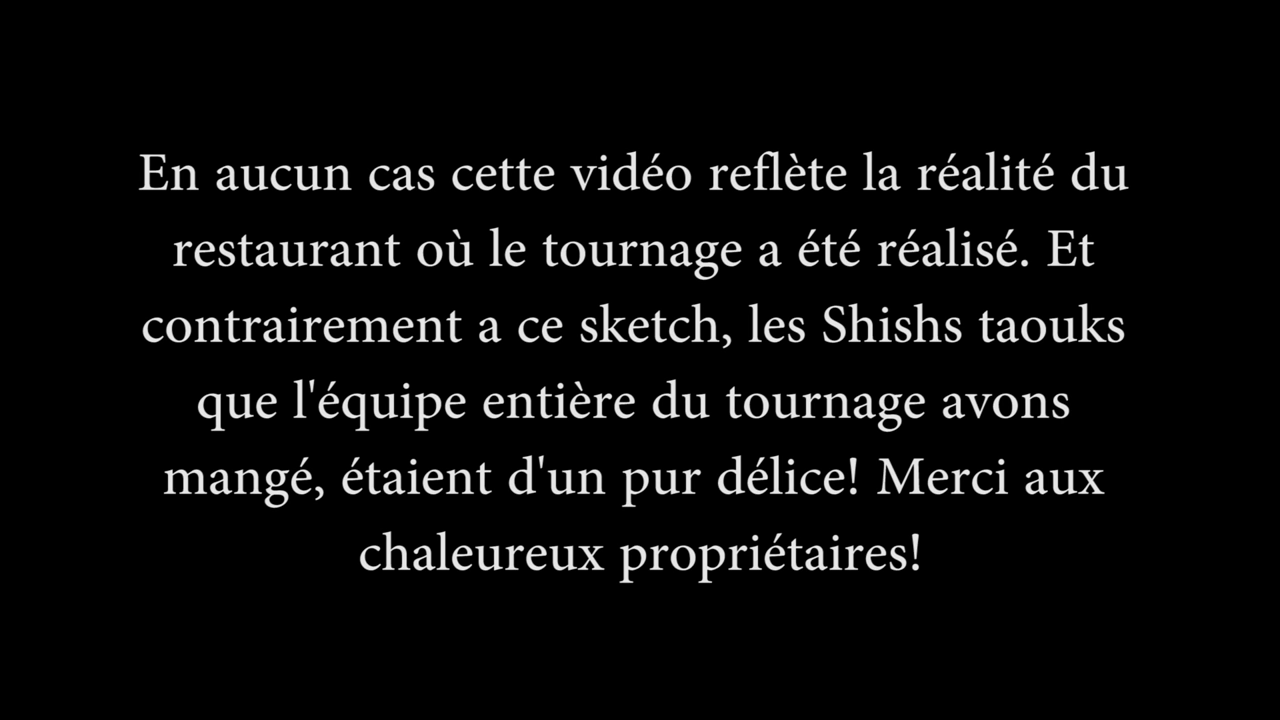 En aucun cas cette vidéo reflète la réalité du
restaurant où le tournage a été réalisé. Et
contrairement a ce sketch, les Shishs taouks
que l'équipe entière du tournage avons
mangé, étaient d'un pur délice! Merci aux
chaleureux propriétaires!